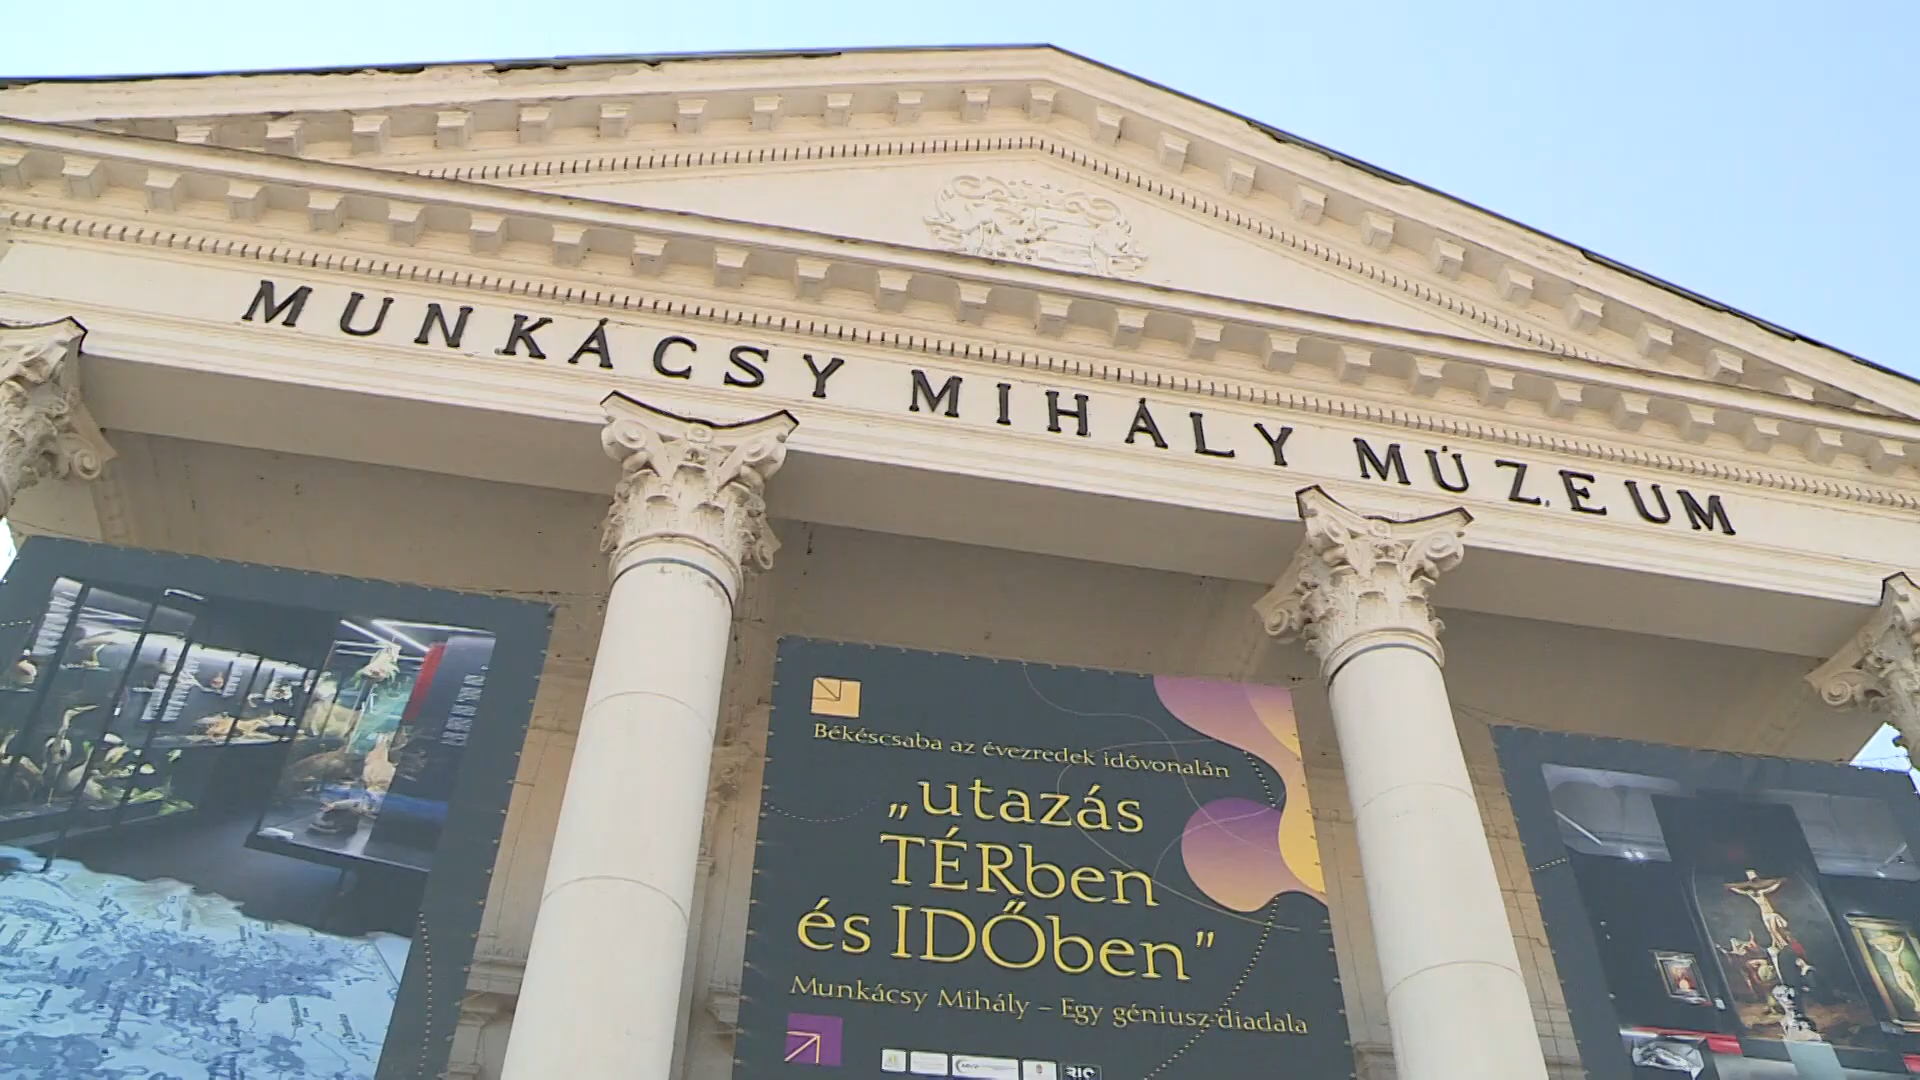 MUNKÁCSY MIHÁLY MÚZEUM
Békéscsaba az évezredek idővonalán
„utazás
TÉRben
és IDŐben”
Munkácsy Mihály – Egy géniusz diadala